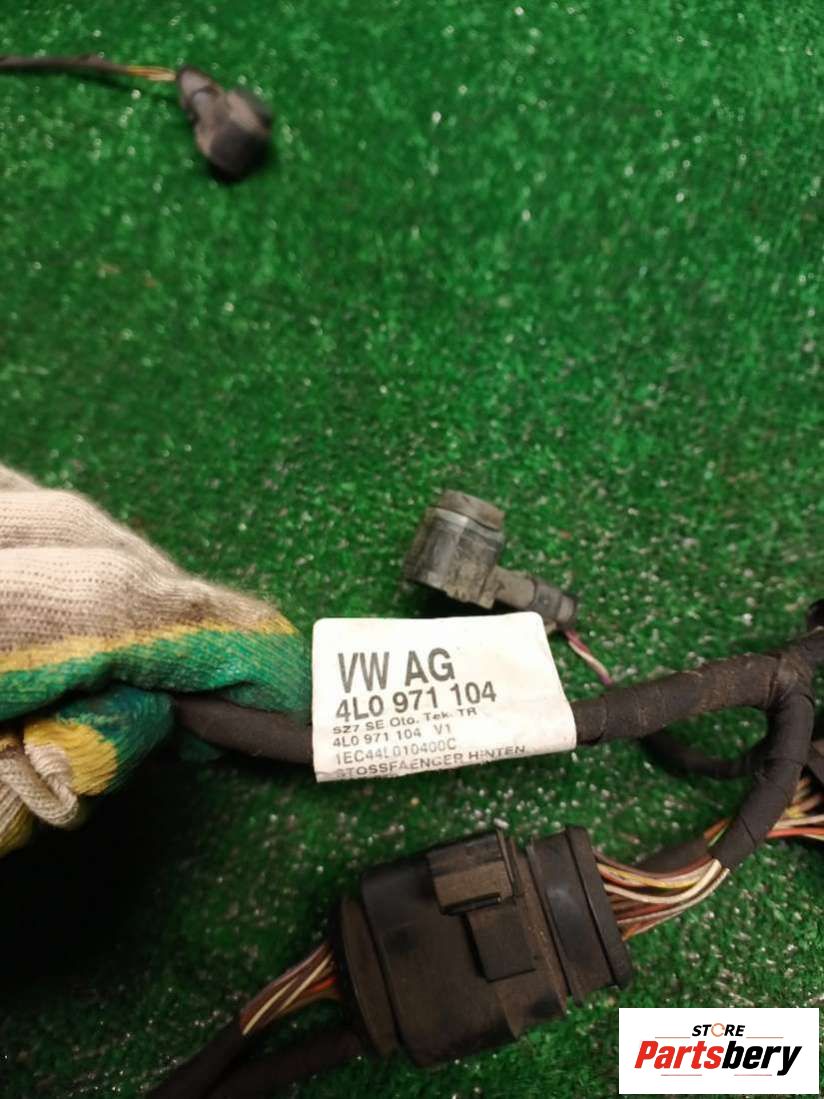 VW AG
4L0 971 104
SZ7 SE Oto. Tek. TR
4L0 971 104 V1
1EC44L010400C
STOSSFAENGER HINTEN
STORE
Partsbery